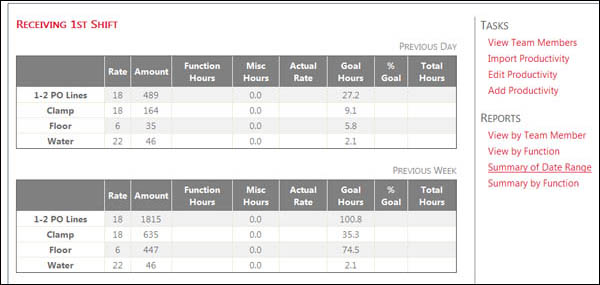 RECEIVING 1ST SHIFT
PREVIOUS DAY
Rate Amount Function Hours Misc Hours Actual Rate Goal Hours % Goal Total Hours
1-2 PO Lines 18 489 0.0 27.2
Clamp 18 164 0.0 9.1
Floor 6 35 0.0 5.8
Water 22 46 0.0 2.1
PREVIOUS WEEK
Rate Amount Function Hours Misc Hours Actual Rate Goal Hours % Goal Total Hours
1-2 PO Lines 18 1815 0.0 100.8
Clamp 18 635 0.0 35.3
Floor 6 447 0.0 74.5
Water 22 46 0.0 2.1
TASKS
View Team Members
Import Productivity
Edit Productivity
Add Productivity
REPORTS
View by Team Member
View by Function
Summary of Date Range
Summary by Function